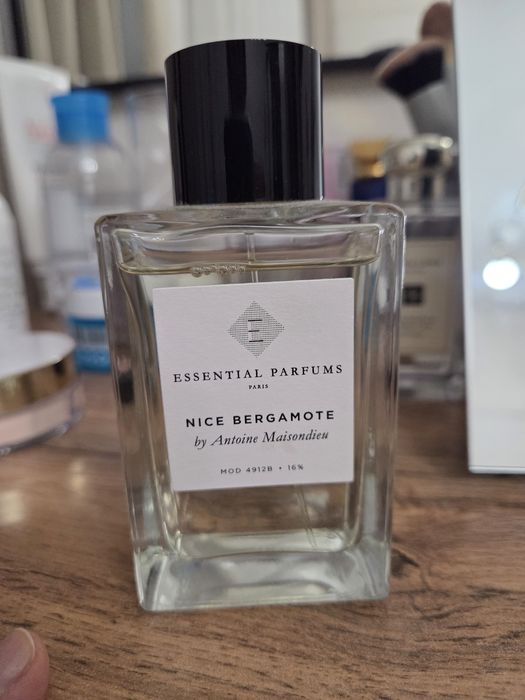 E
ESSENTIAL PARFUMS
PARIS
NICE BERGAMOTE
by Antoine Maisondieu
MOD 4912B • 16%